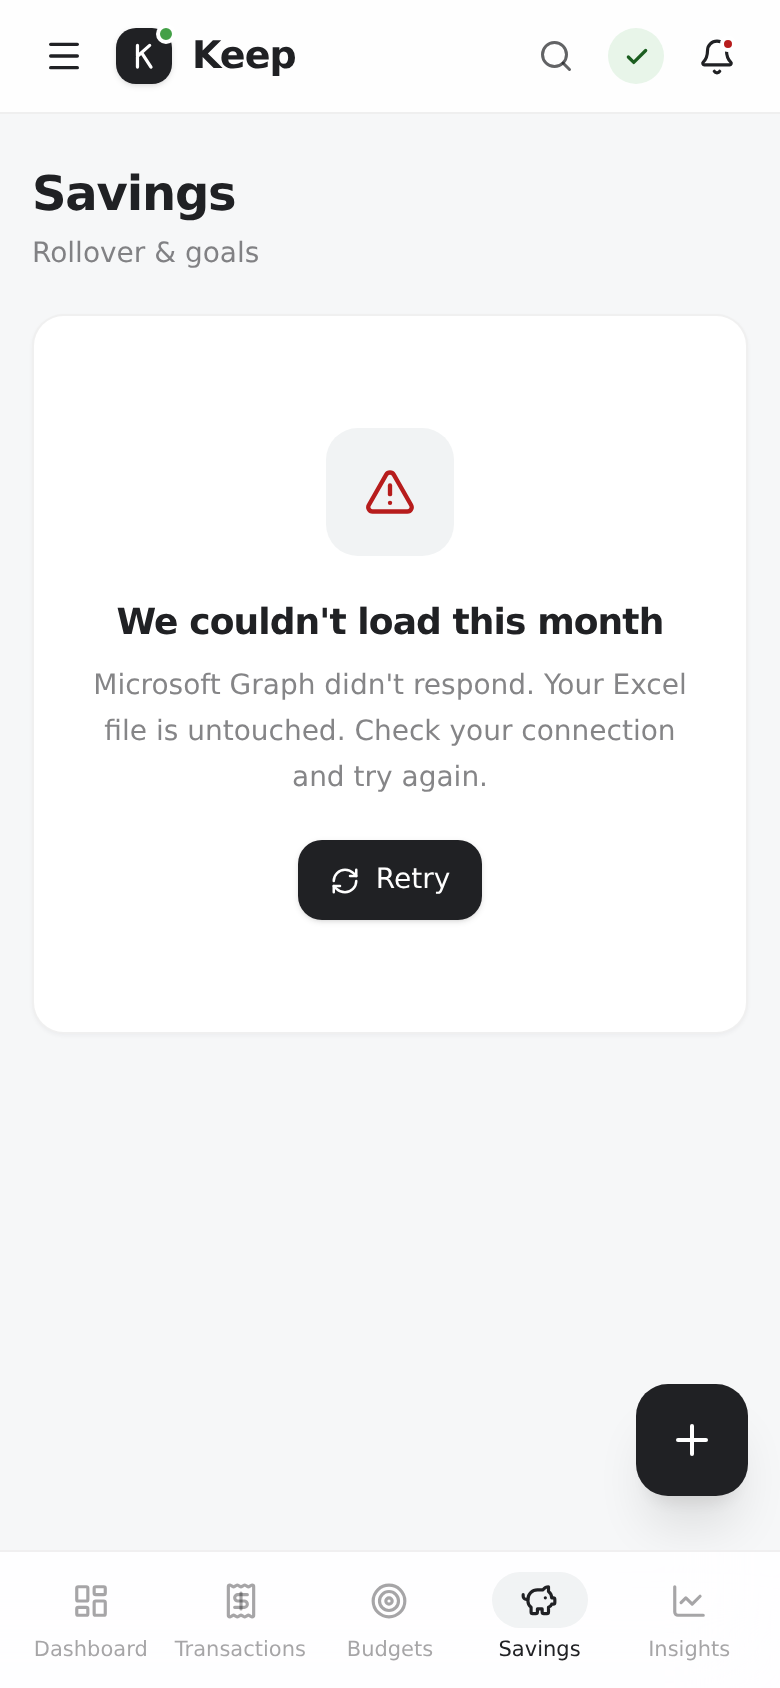 K Keep
Savings
Rollover & goals
We couldn't load this month
Microsoft Graph didn't respond. Your Excel
file is untouched. Check your connection
and try again.
Retry
Dashboard Transactions Budgets Savings Insights